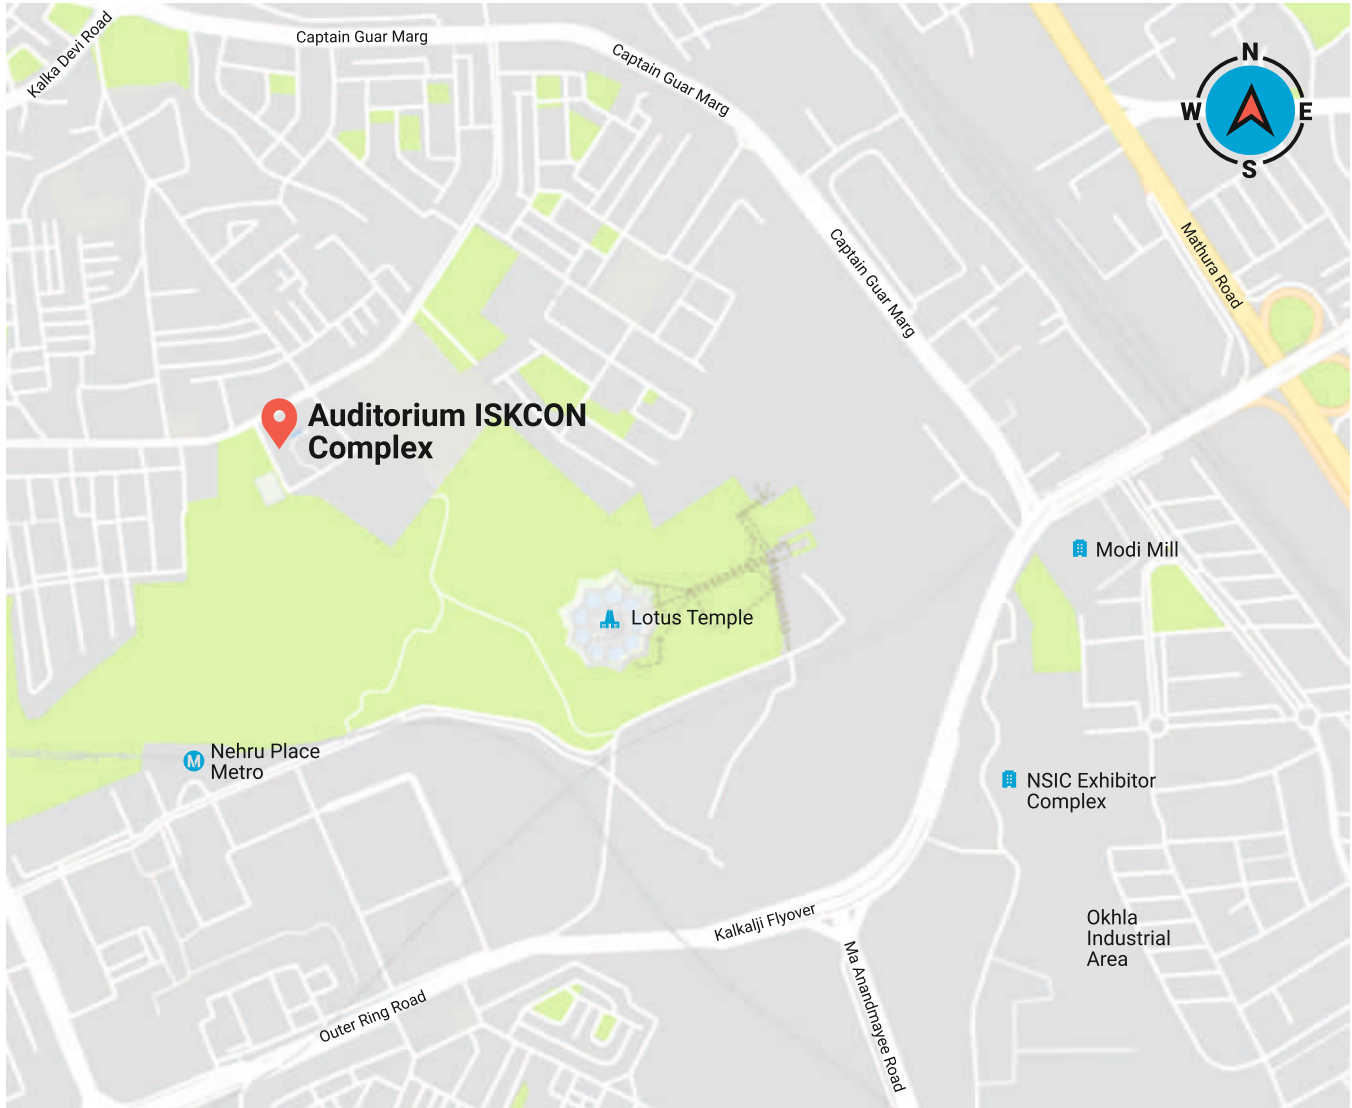 Kalka Devi Road
Captain Guar Marg
Captain Guar Marg
N
W
E
S
Captain Guar Marg
Mathura Road
Auditorium ISKCON
Complex
Modi Mill
Lotus Temple
Nehru Place
Metro
M
NSIC Exhibitor
Complex
Kalkalji Flyover
Okhla
Industrial
Area
Ma Anandmayee Road
Outer Ring Road